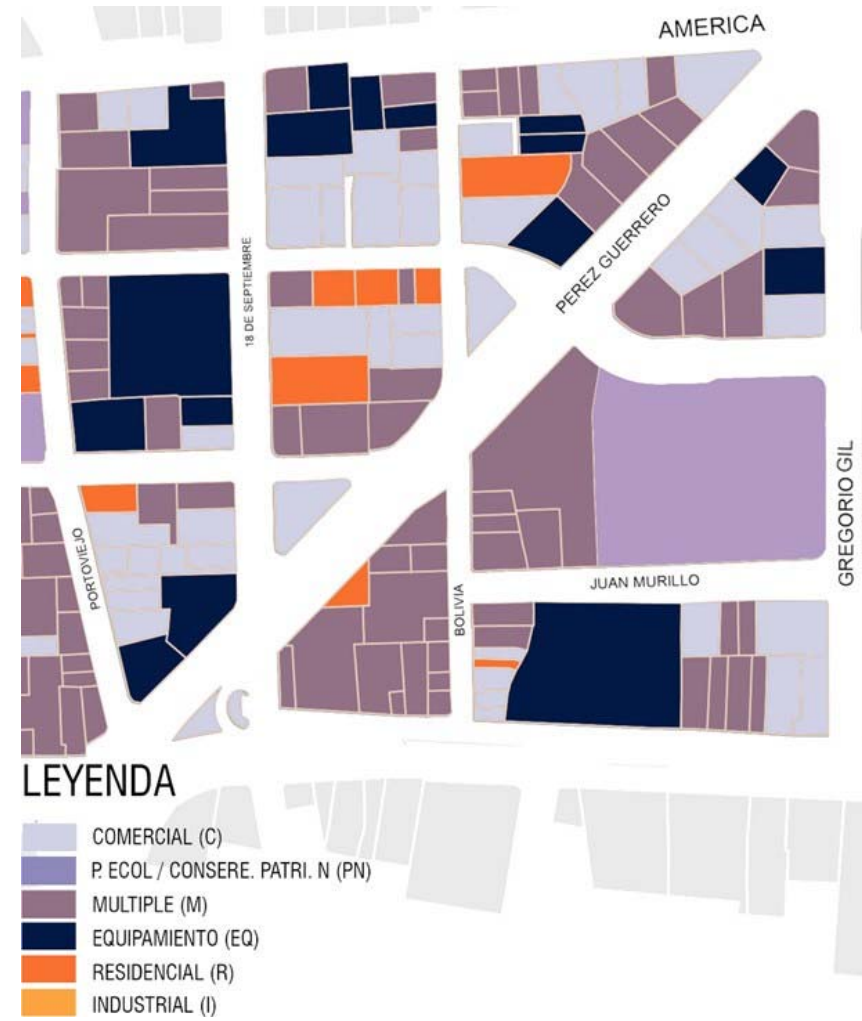 AMERICA
PEREZ GUERRERO
18 DE SEPTIEMBRE
GREGORIO GIL
PORTOVIEJO
JUAN MURILLO
BOLIVIA
LEYENDA
COMERCIAL (C)
P. ECOL / CONSERE. PATRI. N (PN)
MULTIPLE (M)
EQUIPAMIENTO (EQ)
RESIDENCIAL (R)
INDUSTRIAL (I)